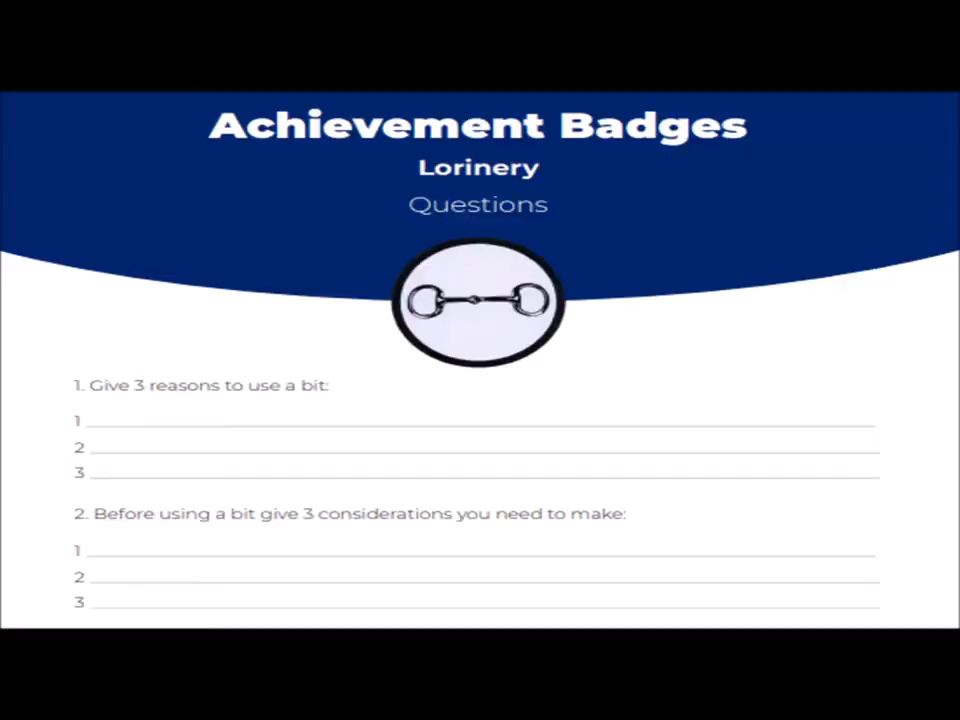 Achievement Badges
Lorinery
Questions
1. Give 3 reasons to use a bit:
1
2
3
2. Before using a bit give 3 considerations you need to make:
1
2
3